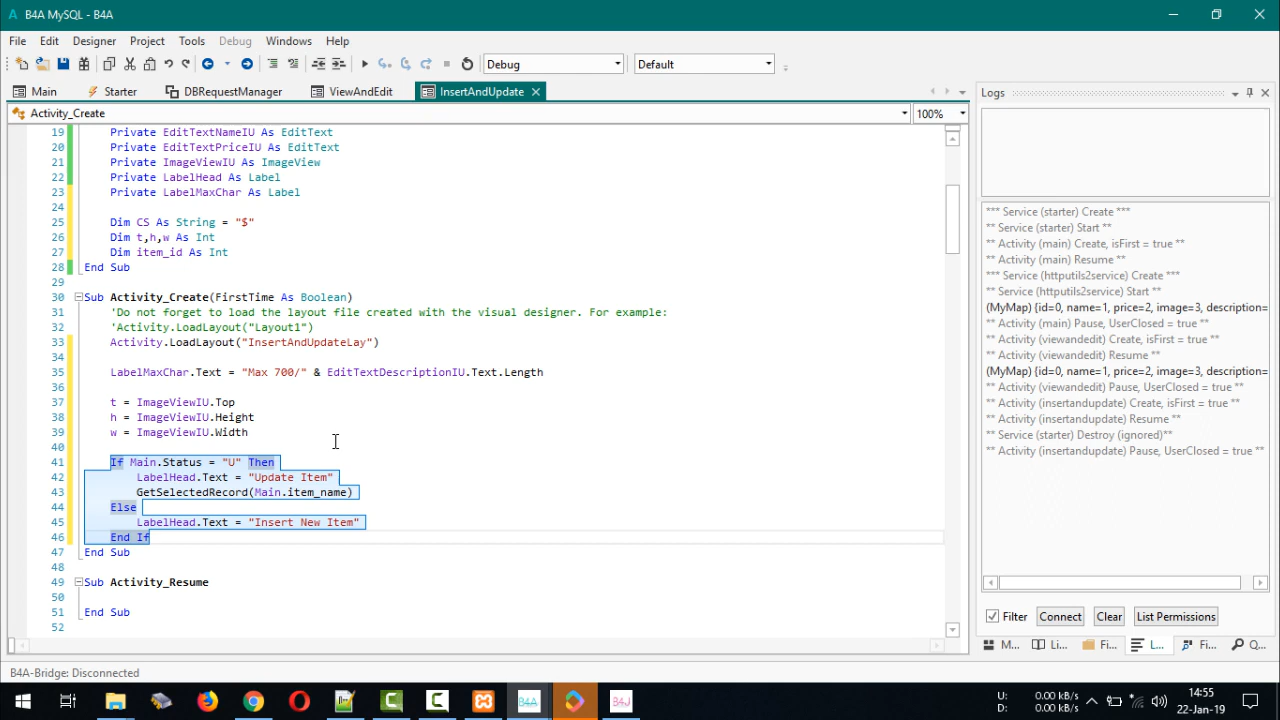 B4A MySQL - B4A
File Edit Designer Project Tools Debug Windows Help
Debug Default
Main Starter DBRequestManager ViewAndEdit InsertAndUpdate
Activity_Create 100%
19 Private EditTextNameIU As EditText
20 Private EditTextPriceIU As EditText
21 Private ImageViewIU As ImageView
22 Private LabelHead As Label
23 Private LabelMaxChar As Label
24
25 Dim CS As String = "$"
26 Dim t,h,w As Int
27 Dim item_id As Int
28 End Sub
29
30 Sub Activity_Create(FirstTime As Boolean)
31 'Do not forget to load the layout file created with the visual designer. For example:
32 'Activity.LoadLayout("Layout1")
33 Activity.LoadLayout("InsertAndUpdateLay")
34
35 LabelMaxChar.Text = "Max 700/" & EditTextDescriptionIU.Text.Length
36
37 t = ImageViewIU.Top
38 h = ImageViewIU.Height
39 w = ImageViewIU.Width
40
41 If Main.Status = "U" Then
42 LabelHead.Text = "Update Item"
43 GetSelectedRecord(Main.item_name)
44 Else
45 LabelHead.Text = "Insert New Item"
46 End If
47 End Sub
48
49 Sub Activity_Resume
50
51 End Sub
52
Logs
*** Service (starter) Create ***
** Service (starter) Start **
** Activity (main) Create, isFirst = true **
** Activity (main) Resume **
*** Service (httputils2service) Create ***
** Service (httputils2service) Start **
(MyMap) {id=0, name=1, price=2, image=3, description=
** Activity (main) Pause, UserClosed = true **
** Activity (viewandedit) Create, isFirst = true **
** Activity (viewandedit) Resume **
(MyMap) {id=0, name=1, price=2, image=3, description=
** Activity (viewandedit) Pause, UserClosed = true **
** Activity (insertandupdate) Create, isFirst = true **
** Activity (insertandupdate) Resume **
** Service (starter) Destroy (ignored)**
** Activity (insertandupdate) Pause, UserClosed = true **
Filter Connect Clear List Permissions
M... Li... Fi... L... Fi... Q...
B4A-Bridge: Disconnected
B4A B4J
U: 0.00 kB/s
D: 0.00 kB/s
14:55
22-Jan-19